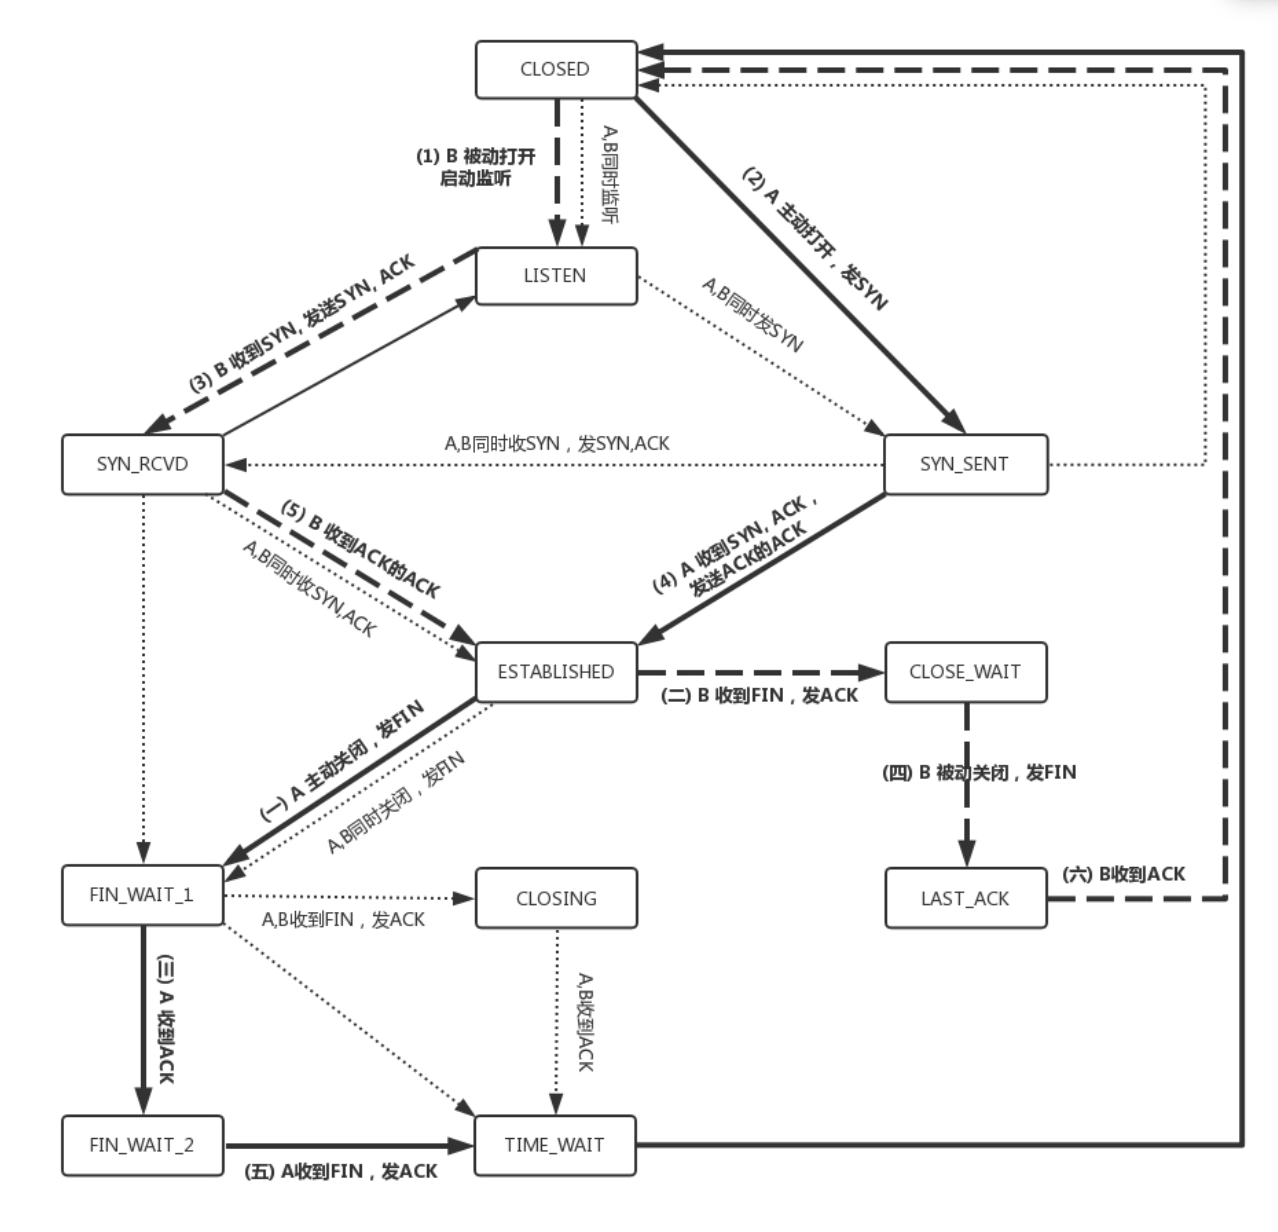 CLOSED
(1) B 被动打开
启动监听
A,B同时监听
(2) A 主动打开，发SYN
LISTEN
(3) B 收到SYN, 发送SYN, ACK
A,B同时发SYN
SYN_RCVD
A,B同时收SYN，发SYN,ACK
SYN_SENT
(5) B 收到ACK的ACK
A,B同时收SYN,ACK
(4) A 收到SYN, ACK，
发送ACK的ACK
ESTABLISHED
(二) B 收到FIN，发ACK
CLOSE_WAIT
(一) A 主动关闭，发FIN
A,B同时关闭，发FIN
(四) B 被动关闭，发FIN
FIN_WAIT_1
A,B收到FIN，发ACK
CLOSING
LAST_ACK
(六) B收到ACK
(三) A 收到ACK
A,B收到ACK
FIN_WAIT_2
(五) A收到FIN，发ACK
TIME_WAIT